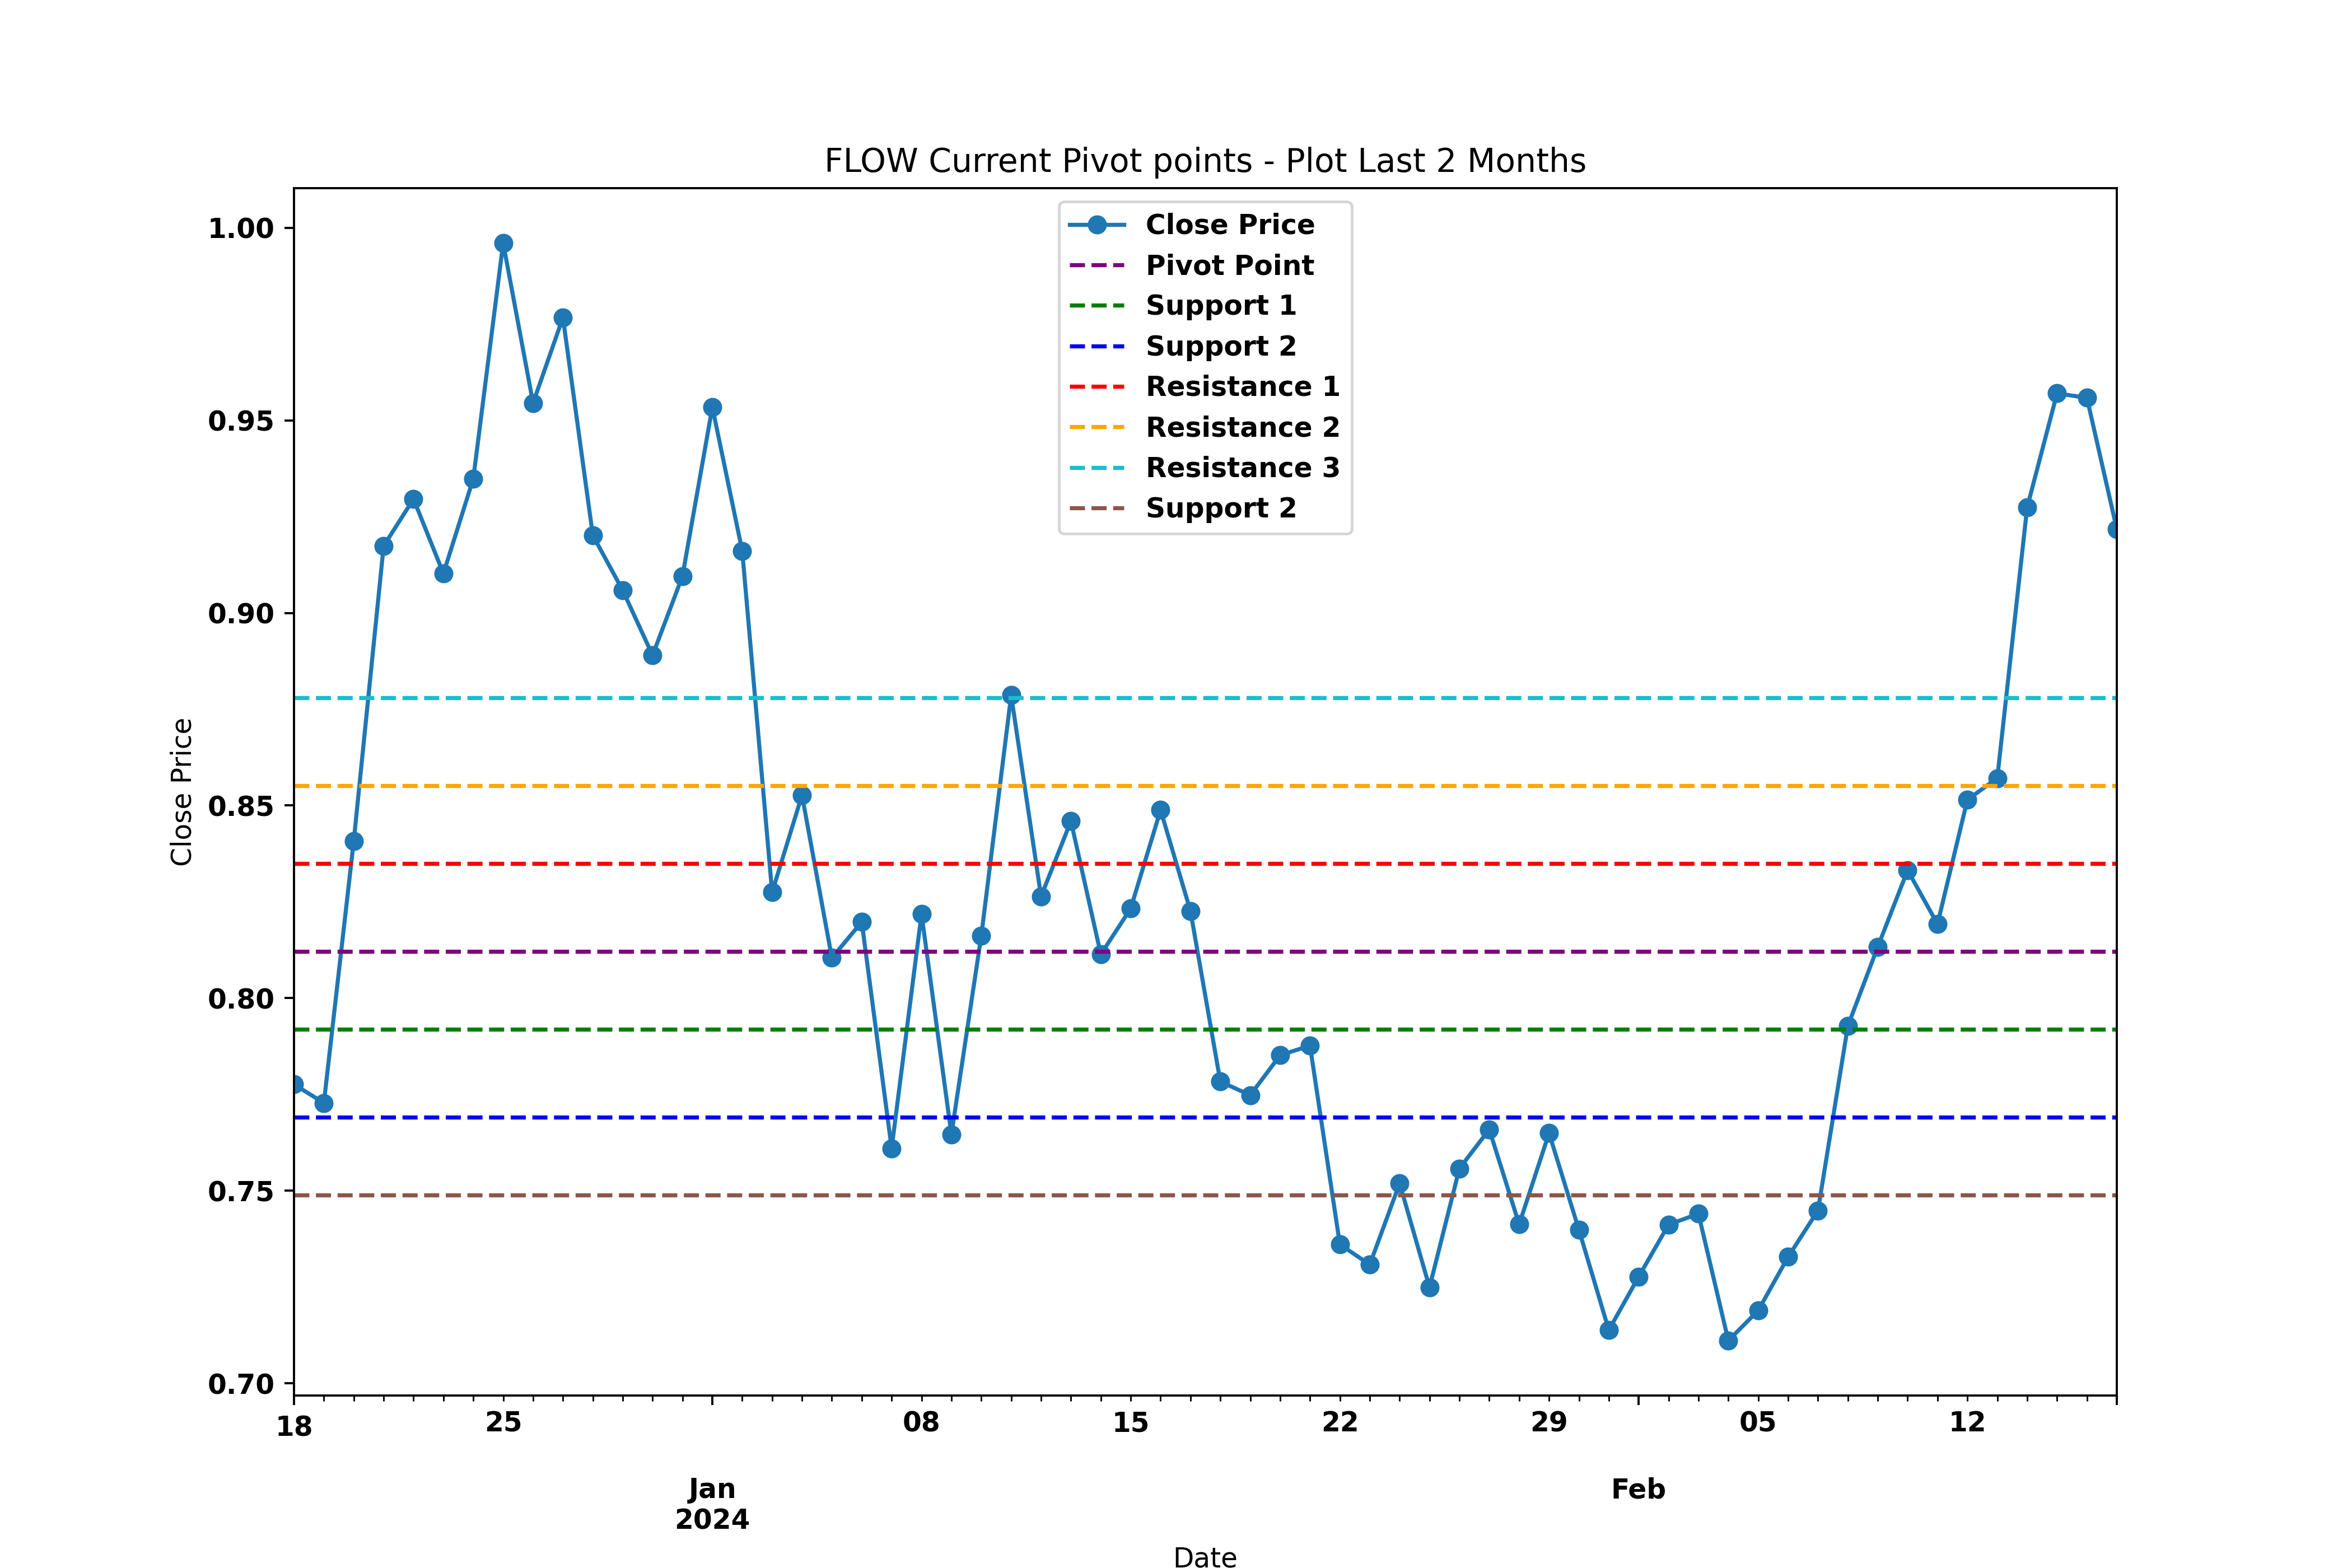 FLOW Current Pivot points - Plot Last 2 Months
Close Price
Pivot Point
Support 1
Support 2
Resistance 1
Resistance 2
Resistance 3
Support 2
1.00
0.95
0.90
0.85
0.80
0.75
0.70
Close Price
18
25
08
15
22
29
05
12
Jan
2024
Feb
Date